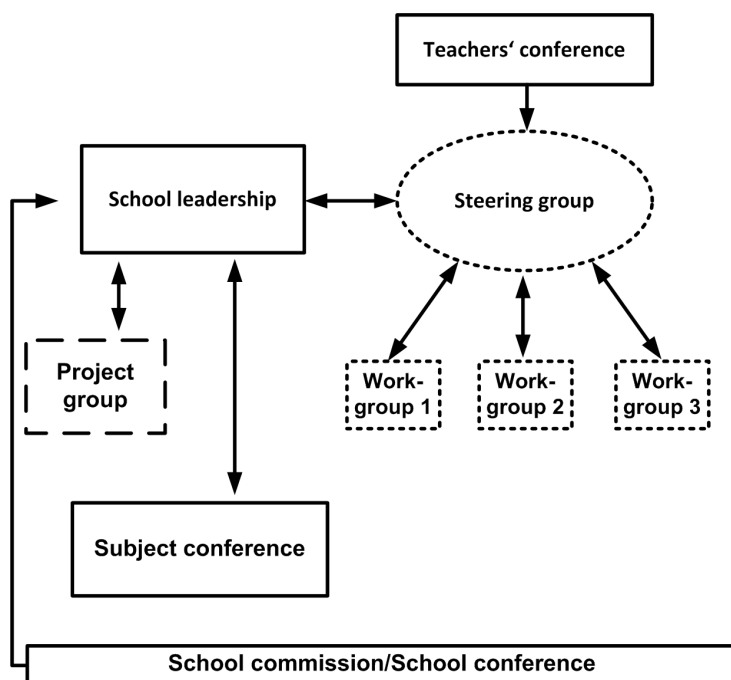 Teachers‘ conference
School leadership
Steering group
Project
group
Work-
group 1
Work-
group 2
Work-
group 3
Subject conference
School commission/School conference